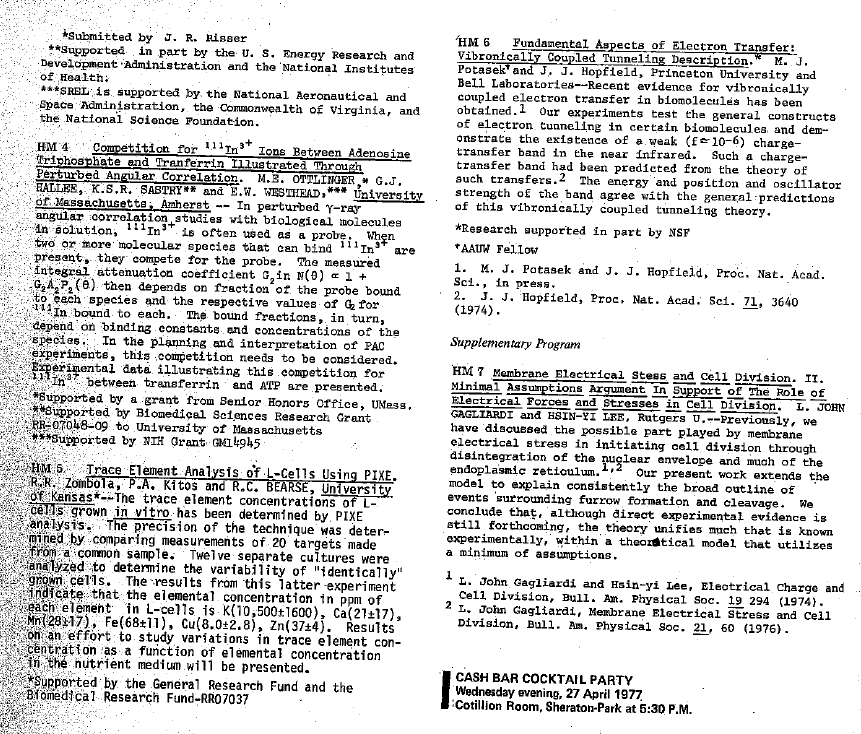 *Submitted by J. R. Risser
**Supported in part by the U. S. Energy Research and
Development Administration and the National Institutes
of Health.
***SREL is supported by the National Aeronautical and
Space Administration, the Commonwealth of Virginia, and
the National Science Foundation.
HM 4 Competition for ¹¹¹In³⁺ Ions Between Adenosine
Triphosphate and Tranferrin Illustrated Through
Perturbed Angular Correlation. M.E. OTTLINGER,* G.J.
HALLEE, K.S.R. SASTRY** and E.W. WESTHEAD,*** University
of Massachusetts, Amherst -- In perturbed γ-ray
angular correlation studies with biological molecules
in solution, ¹¹¹In³⁺ is often used as a probe. When
two or more molecular species that can bind ¹¹¹In³⁺ are
present, they compete for the probe. The measured
integral attenuation coefficient G₂in N(θ) ∝ 1 +
G₂A₂P₂(θ) then depends on fraction of the probe bound
to each species and the respective values of G₂ for
¹¹¹In bound to each. The bound fractions, in turn,
depend on binding constants and concentrations of the
species. In the planning and interpretation of PAC
experiments, this competition needs to be considered.
Experimental data illustrating this competition for
¹¹¹In³⁺ between transferrin and ATP are presented.
*Supported by a grant from Senior Honors Office, UMass.
**Supported by Biomedical Sciences Research Grant
RR-07048-09 to University of Massachusetts
***Supported by NIH Grant GM14945
HM 5 Trace Element Analysis of L-Cells Using PIXE.
R.R. Zombola, P.A. Kitos and R.C. BEARSE, University
of Kansas*--The trace element concentrations of L-
cells grown in vitro has been determined by PIXE
analysis. The precision of the technique was deter-
mined by comparing measurements of 20 targets made
from a common sample. Twelve separate cultures were
analyzed to determine the variability of "identically"
grown cells. The results from this latter experiment
indicate that the elemental concentration in ppm of
each element in L-cells is K(10,500±1600), Ca(21±17),
Mn(28±17), Fe(68±11), Cu(8.0±2.8), Zn(37±4). Results
on an effort to study variations in trace element con-
centration as a function of elemental concentration
in the nutrient medium will be presented.
*Supported by the General Research Fund and the
Biomedical Research Fund-RR07037
HM 6 Fundamental Aspects of Electron Transfer:
Vibronically Coupled Tunneling Description.* M. J.
Potasek⁺ and J. J. Hopfield, Princeton University and
Bell Laboratories--Recent evidence for vibronically
coupled electron transfer in biomolecules has been
obtained.¹ Our experiments test the general constructs
of electron tunneling in certain biomolecules and dem-
onstrate the existence of a weak (f≃10⁻⁶) charge-
transfer band in the near infrared. Such a charge-
transfer band had been predicted from the theory of
such transfers.² The energy and position and oscillator
strength of the band agree with the general predictions
of this vibronically coupled tunneling theory.
*Research supported in part by NSF
⁺AAUW Fellow
1. M. J. Potasek and J. J. Hopfield, Proc. Nat. Acad.
Sci., in press.
2. J. J. Hopfield, Proc. Nat. Acad. Sci. 71, 3640
(1974).
Supplementary Program
HM 7 Membrane Electrical Stess and Cell Division. II.
Minimal Assumptions Argument In Support of The Role of
Electrical Forces and Stresses in Cell Division. L. JOHN
GAGLIARDI and HSIN-YI LEE, Rutgers U.--Previously, we
have discussed the possible part played by membrane
electrical stress in initiating cell division through
disintegration of the nuclear envelope and much of the
endoplasmic reticulum.¹,² Our present work extends the
model to explain consistently the broad outline of
events surrounding furrow formation and cleavage. We
conclude that, although direct experimental evidence is
still forthcoming, the theory unifies much that is known
experimentally, within a theoretical model that utilizes
a minimum of assumptions.
¹ L. John Gagliardi and Hsin-yi Lee, Electrical Charge and
Cell Division, Bull. Am. Physical Soc. 19 294 (1974).
² L. John Gagliardi, Membrane Electrical Stress and Cell
Division, Bull. Am. Physical Soc. 21, 60 (1976).
CASH BAR COCKTAIL PARTY
Wednesday evening, 27 April 1977
Cotillion Room, Sheraton-Park at 5:30 P.M.